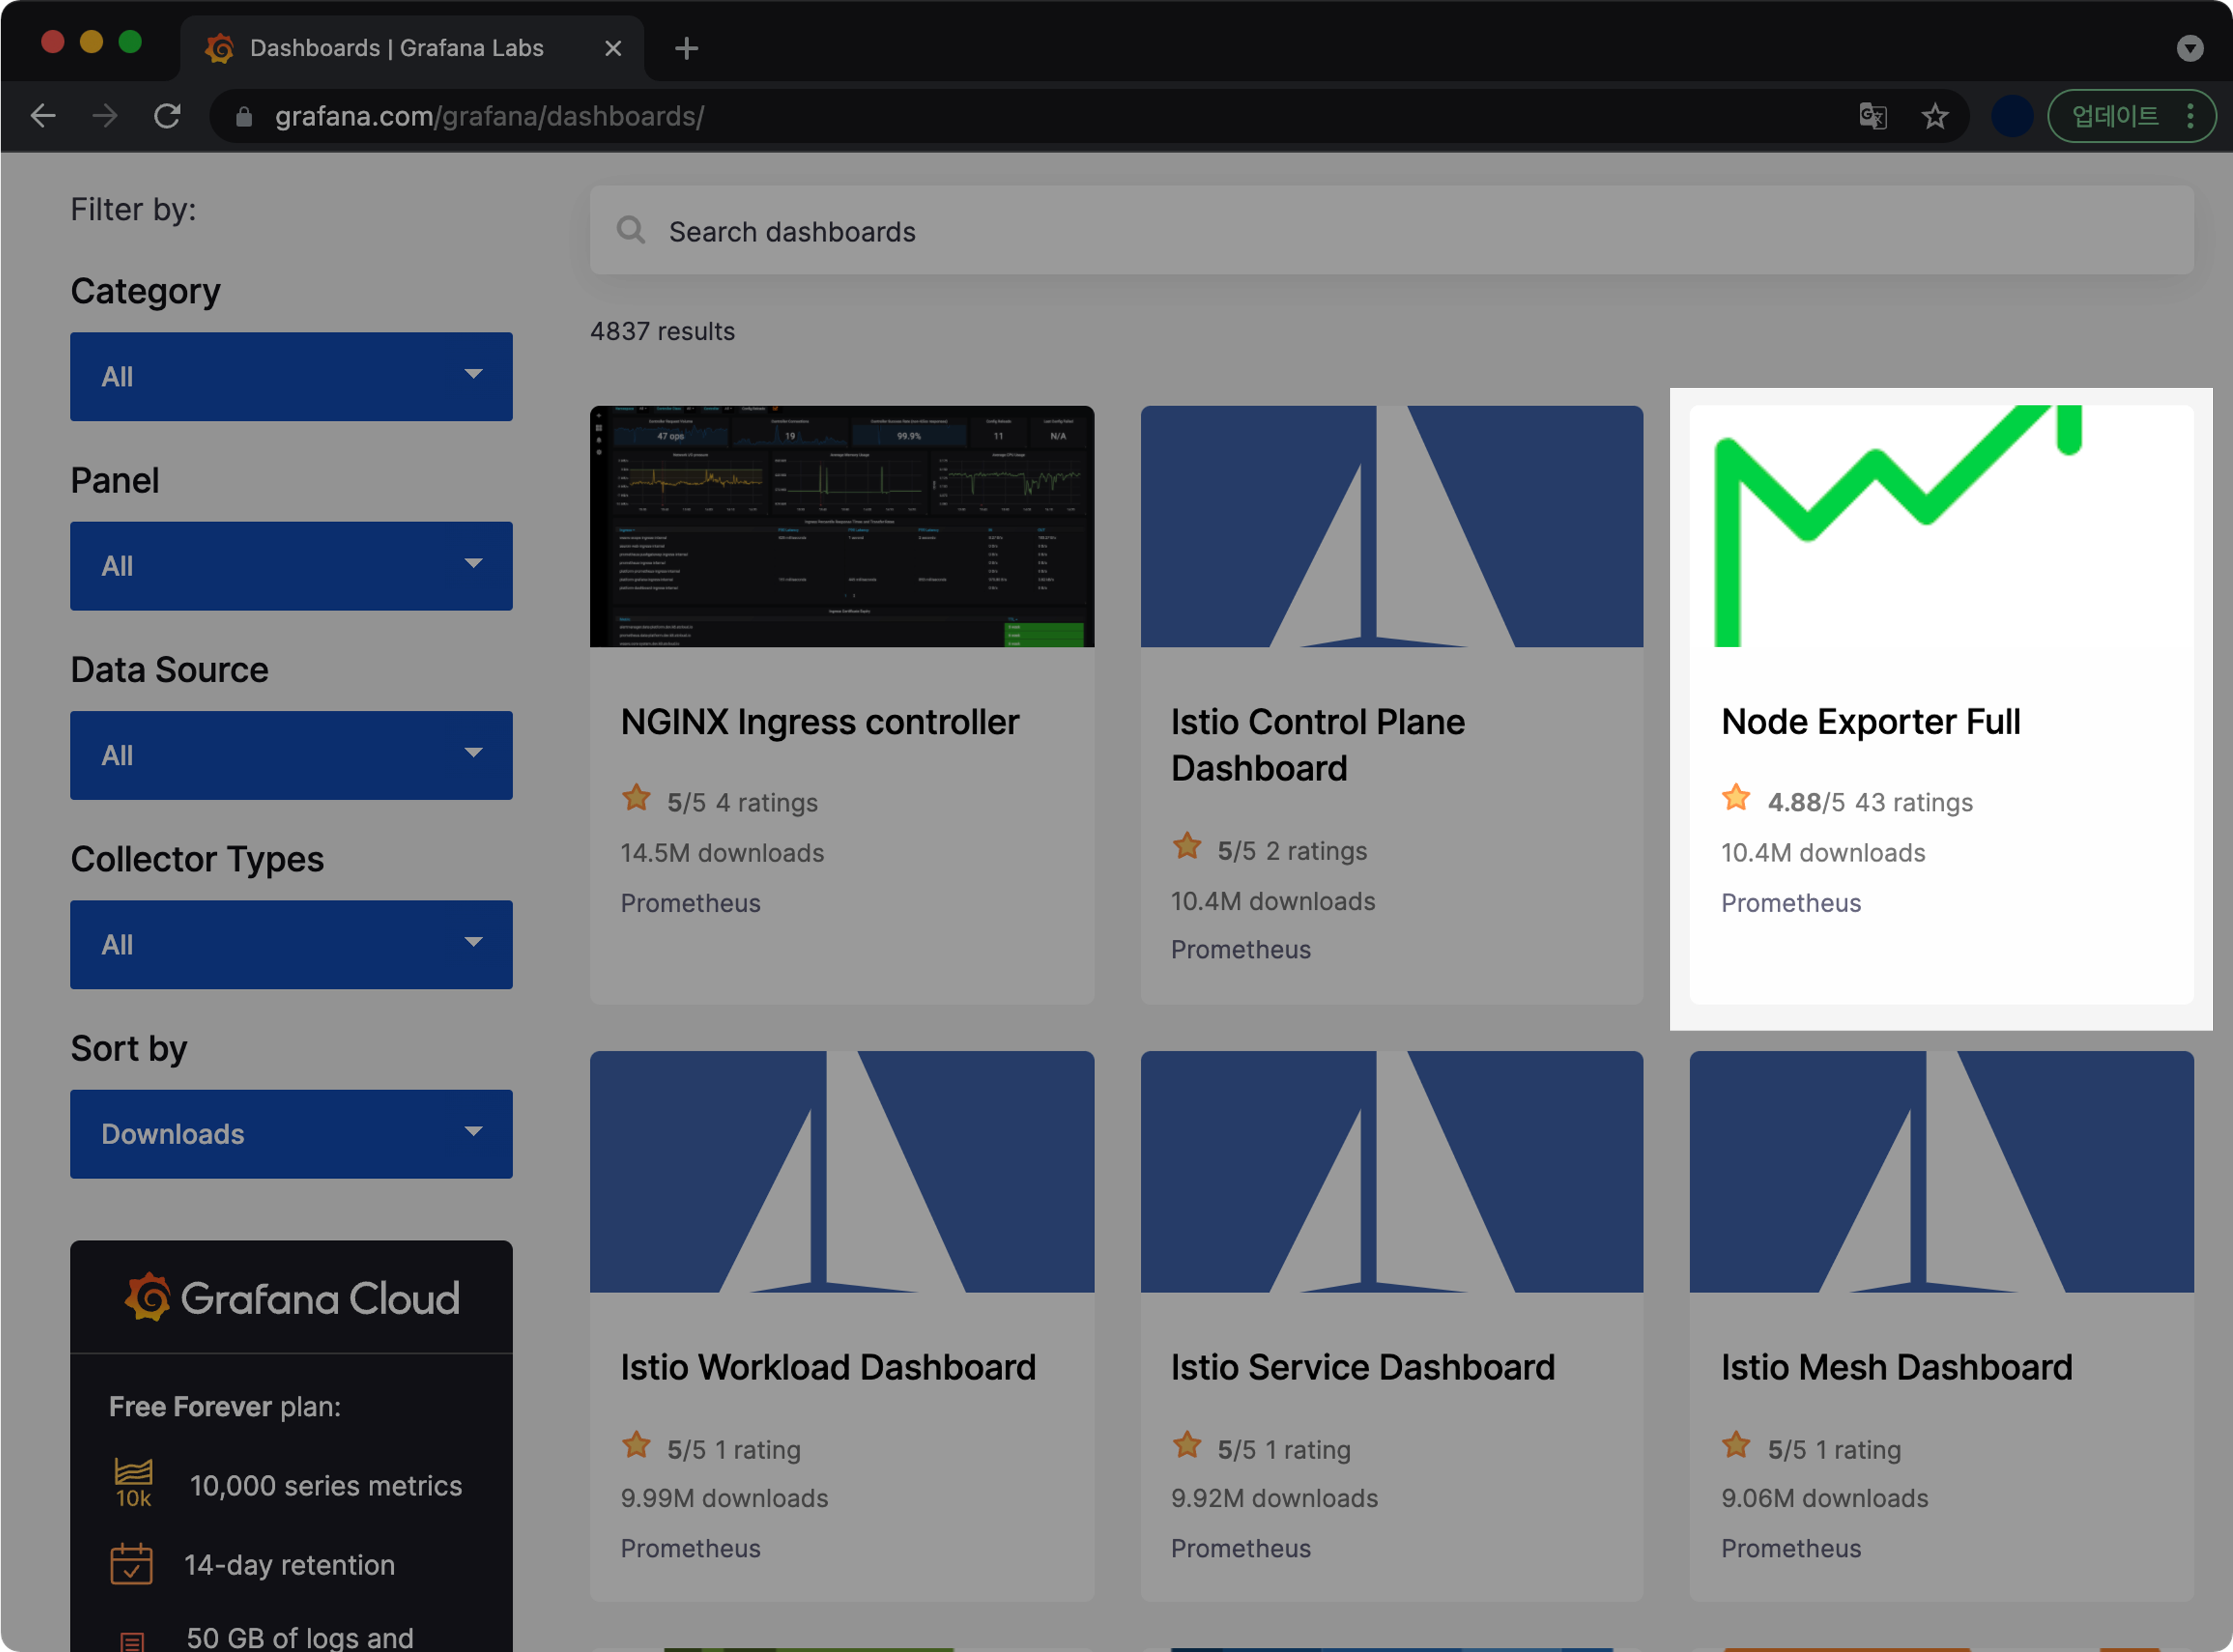 Dashboards | Grafana Labs
grafana.com/grafana/dashboards/
업데이트
Filter by:
Search dashboards
Category
All
4837 results
Panel
All
Data Source
All
Collector Types
All
Sort by
Downloads
47 ops
19
99.9%
11
N/A
NGINX Ingress controller
5/5 4 ratings
14.5M downloads
Prometheus
Istio Control Plane
Dashboard
5/5 2 ratings
10.4M downloads
Prometheus
Node Exporter Full
4.88/5 43 ratings
10.4M downloads
Prometheus
Istio Workload Dashboard
5/5 1 rating
9.99M downloads
Prometheus
Istio Service Dashboard
5/5 1 rating
9.92M downloads
Prometheus
Istio Mesh Dashboard
5/5 1 rating
9.06M downloads
Prometheus
Grafana Cloud
Free Forever plan:
10k
10,000 series metrics
14-day retention
50 GB of logs and